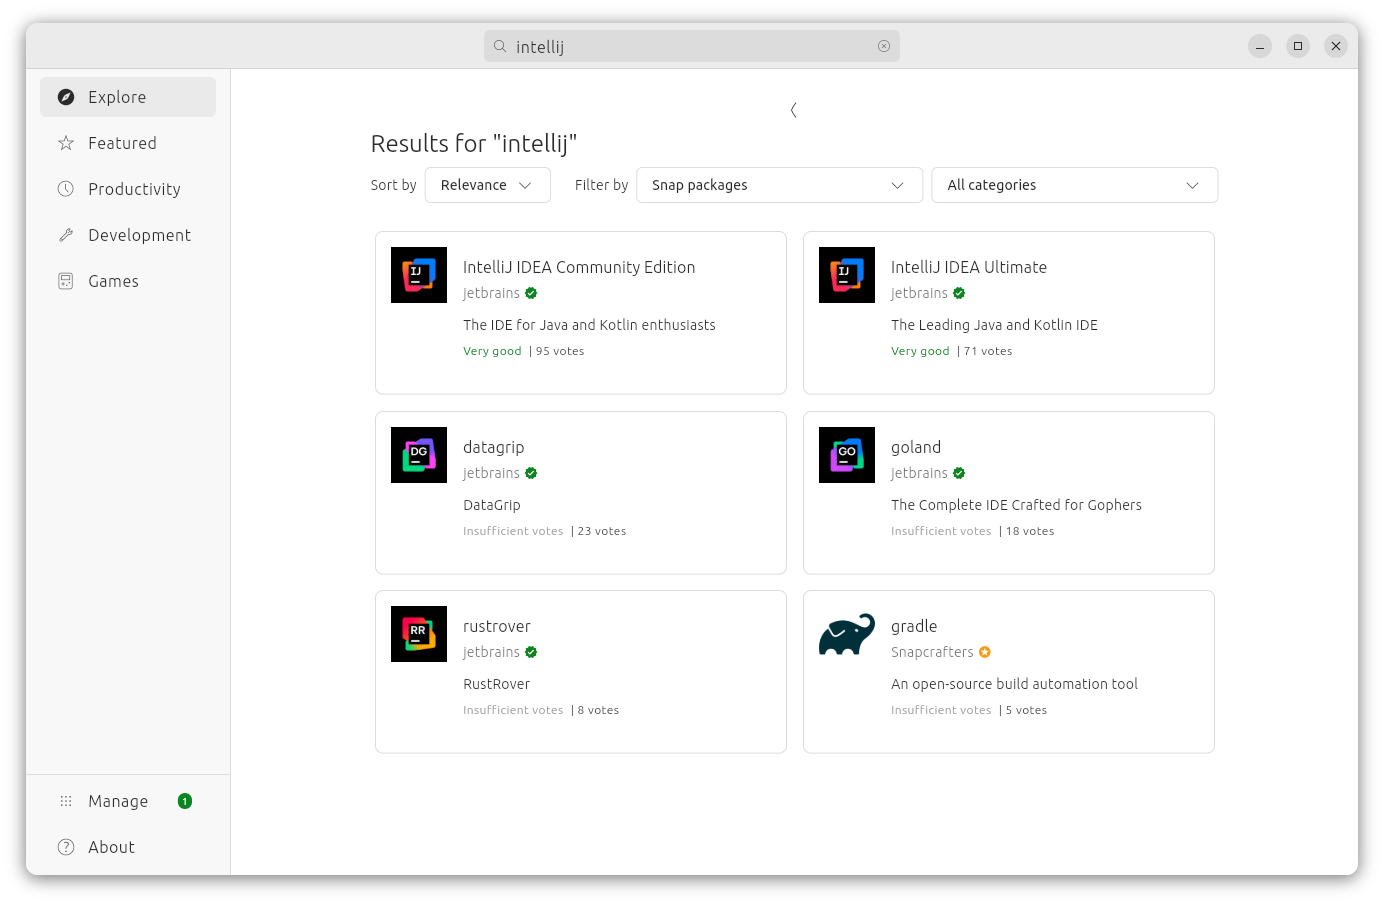 intellij
Explore
Featured
Productivity
Development
Games
Manage 1
About
Results for "intellij"
Sort by Relevance Filter by Snap packages All categories
IJ
IntelliJ IDEA Community Edition
jetbrains
The IDE for Java and Kotlin enthusiasts
Very good | 95 votes
IJ
IntelliJ IDEA Ultimate
jetbrains
The Leading Java and Kotlin IDE
Very good | 71 votes
DG
datagrip
jetbrains
DataGrip
Insufficient votes | 23 votes
GO
goland
jetbrains
The Complete IDE Crafted for Gophers
Insufficient votes | 18 votes
RR
rustrover
jetbrains
RustRover
Insufficient votes | 8 votes
gradle
Snapcrafters
An open-source build automation tool
Insufficient votes | 5 votes